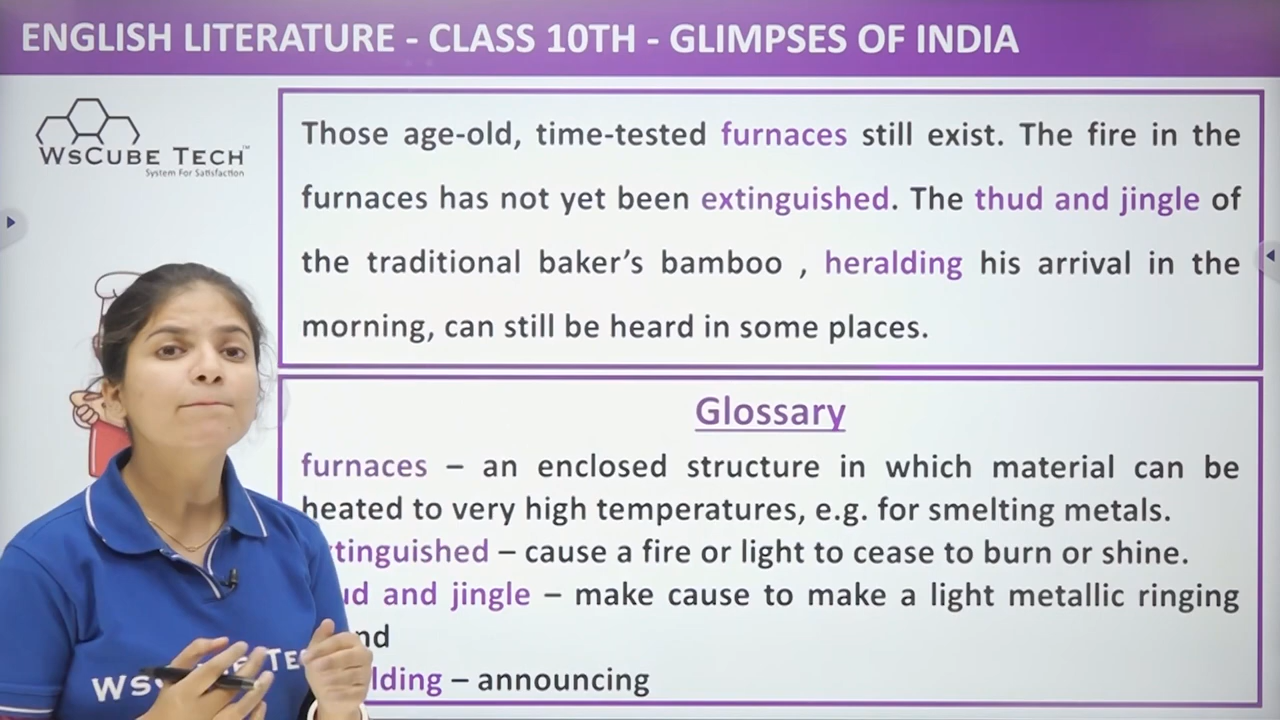 ENGLISH LITERATURE - CLASS 10TH - GLIMPSES OF INDIA
WSCUBE TECH™
System For Satisfaction
Those age-old, time-tested furnaces still exist. The fire in the
furnaces has not yet been extinguished. The thud and jingle of
the traditional baker’s bamboo , heralding his arrival in the
morning, can still be heard in some places.
Glossary
furnaces – an enclosed structure in which material can be
heated to very high temperatures, e.g. for smelting metals.
tinguished – cause a fire or light to cease to burn or shine.
ud and jingle – make cause to make a light metallic ringing
nd
lding – announcing
WS TE